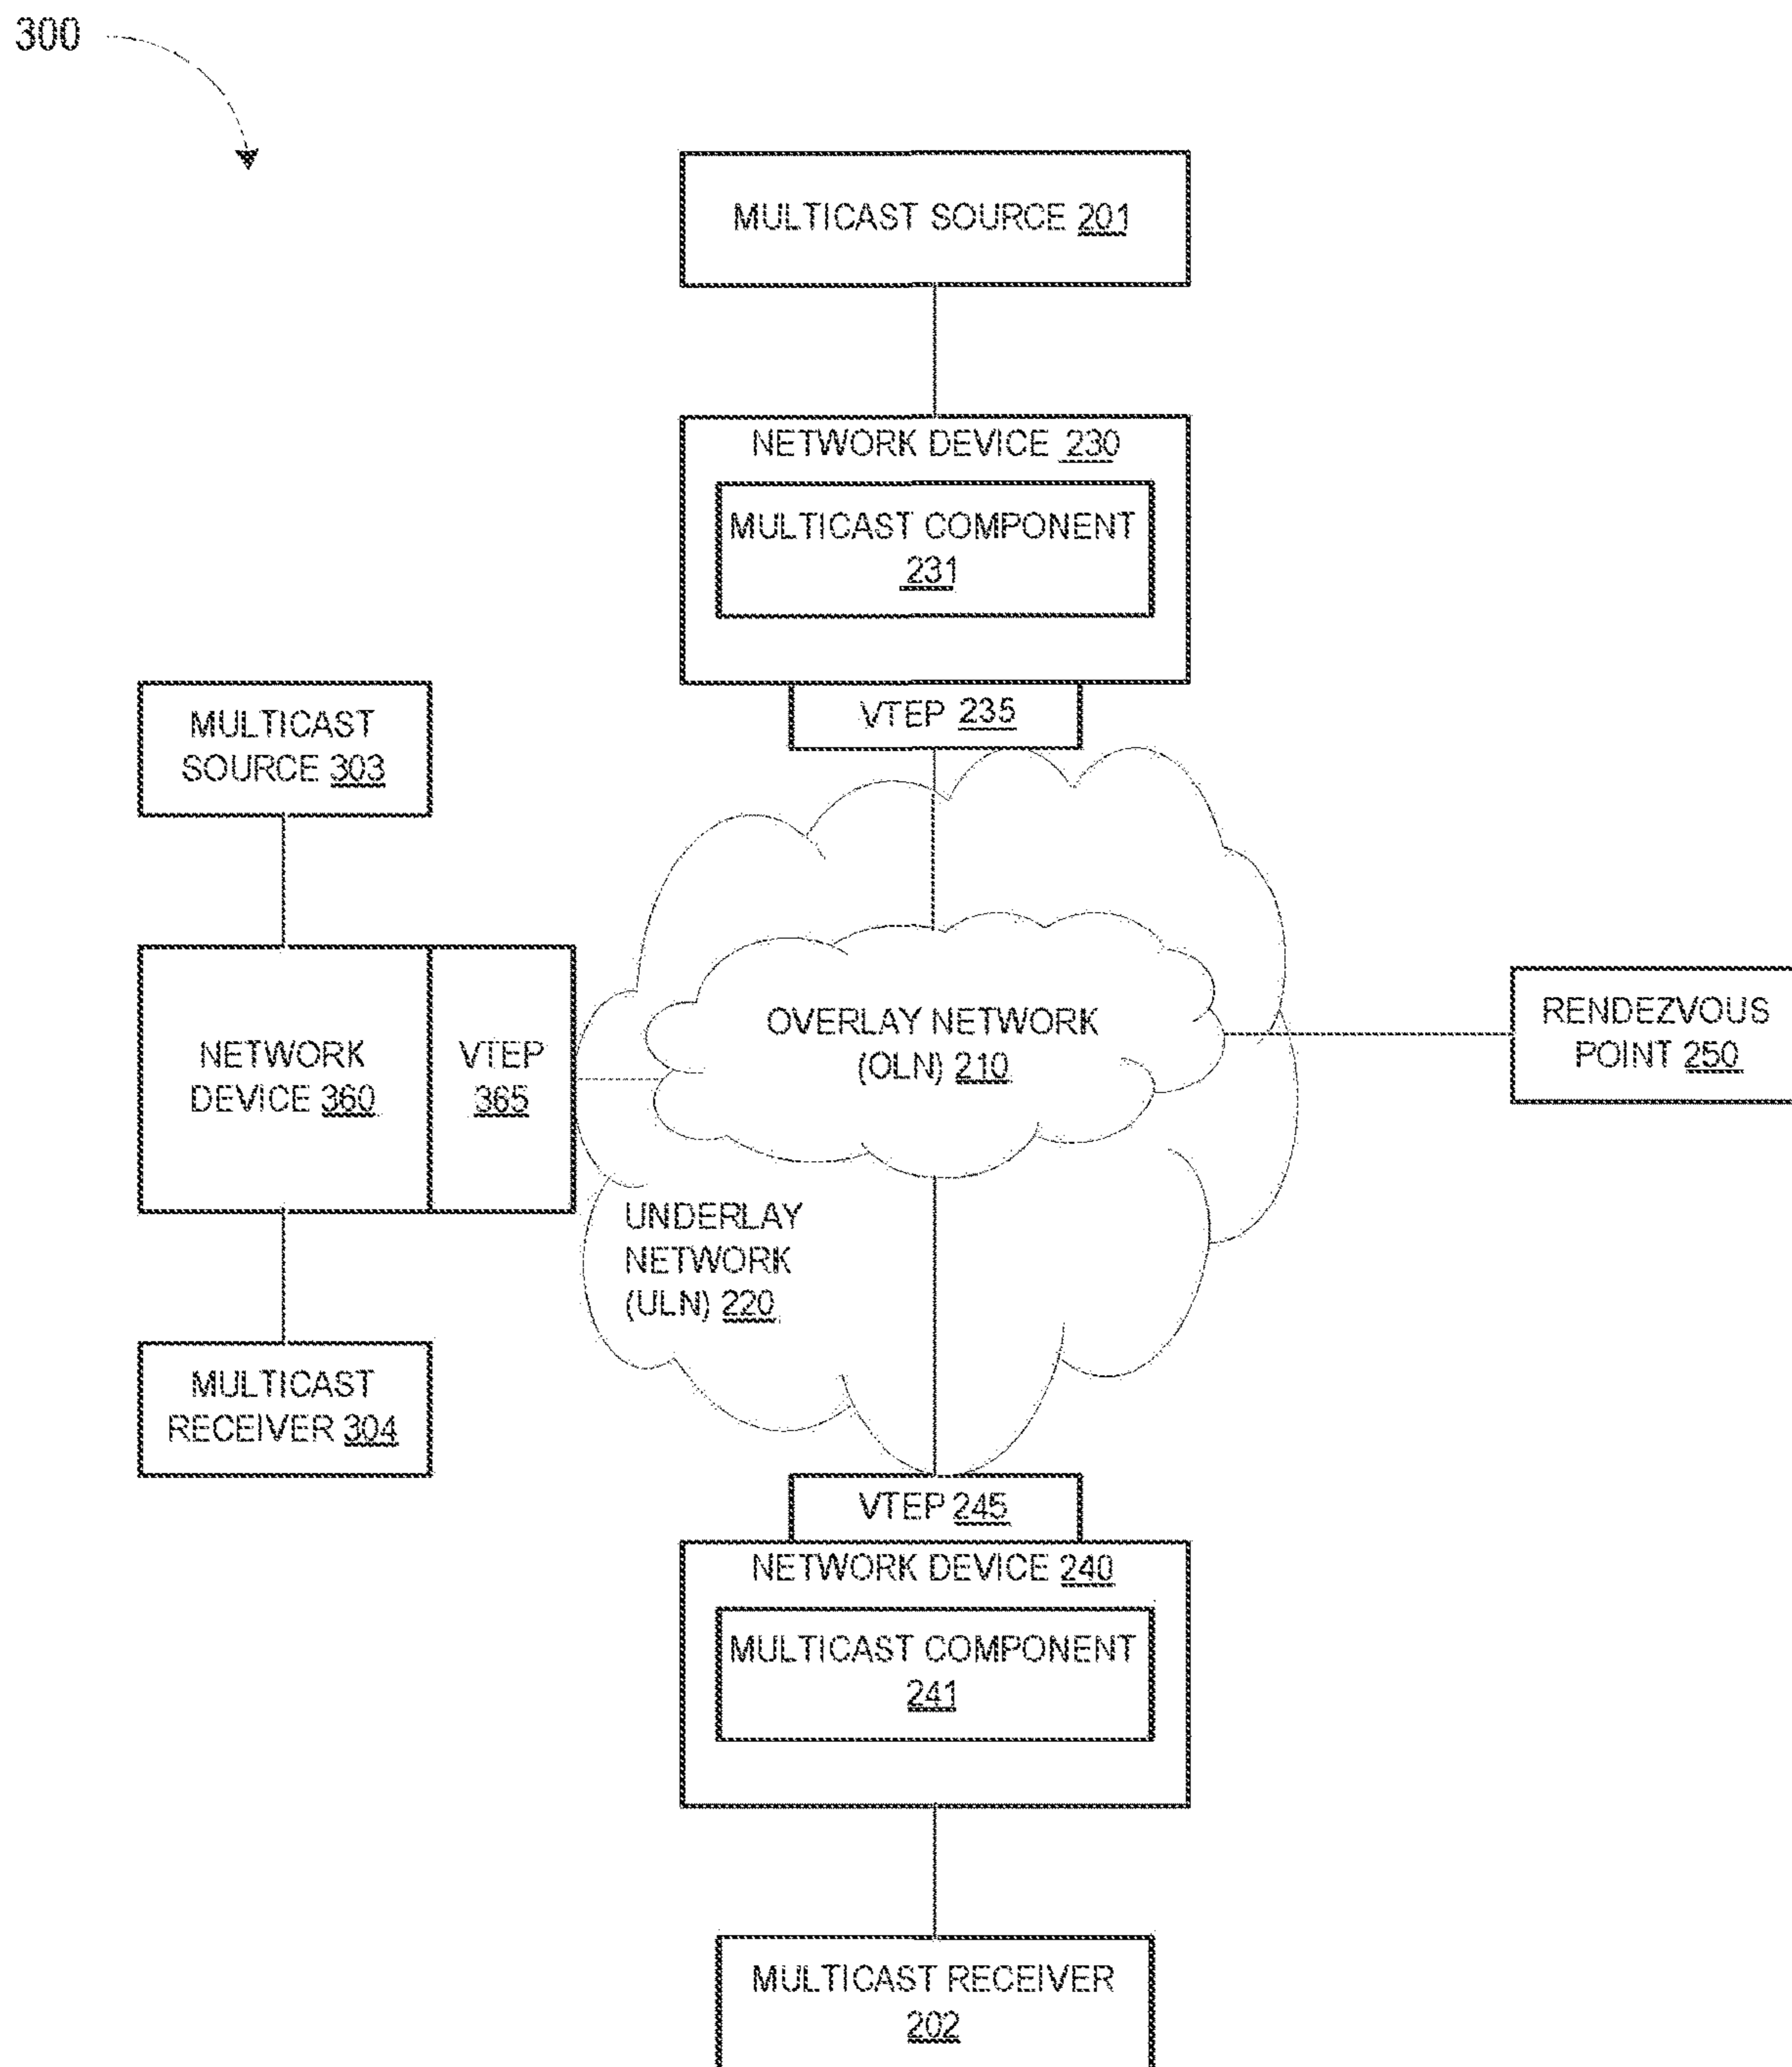 300
MULTICAST SOURCE 201
NETWORK DEVICE 230
MULTICAST COMPONENT
231
VTEP 235
MULTICAST
SOURCE 303
NETWORK
DEVICE 360
VTEP
365
OVERLAY NETWORK
(OLN) 210
RENDEZVOUS
POINT 250
UNDERLAY
NETWORK
(ULN) 220
MULTICAST
RECEIVER 304
VTEP 245
NETWORK DEVICE 240
MULTICAST COMPONENT
241
MULTICAST RECEIVER
202